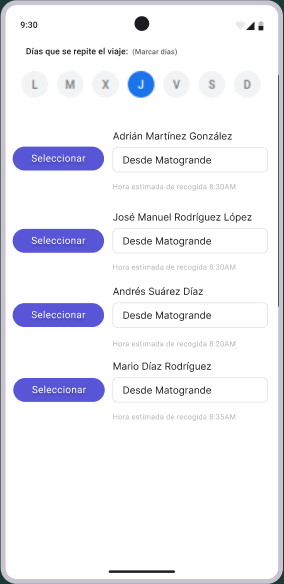 9:30
Días que se repite el viaje: (Marcar días)
L M X J V S D
Adrián Martínez González
Seleccionar Desde Matogrande
Hora estimada de recogida 8:30AM
José Manuel Rodríguez López
Seleccionar Desde Matogrande
Hora estimada de recogida 8:30AM
Andrés Suárez Díaz
Seleccionar Desde Matogrande
Hora estimada de recogida 8:20AM
Mario Díaz Rodríguez
Seleccionar Desde Matogrande
Hora estimada de recogida 8:35AM